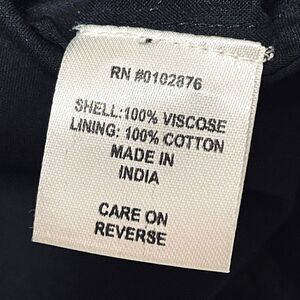 RN #0102876
SHELL:100% VISCOSE
LINING: 100% COTTON
MADE IN
INDIA
CARE ON
REVERSE